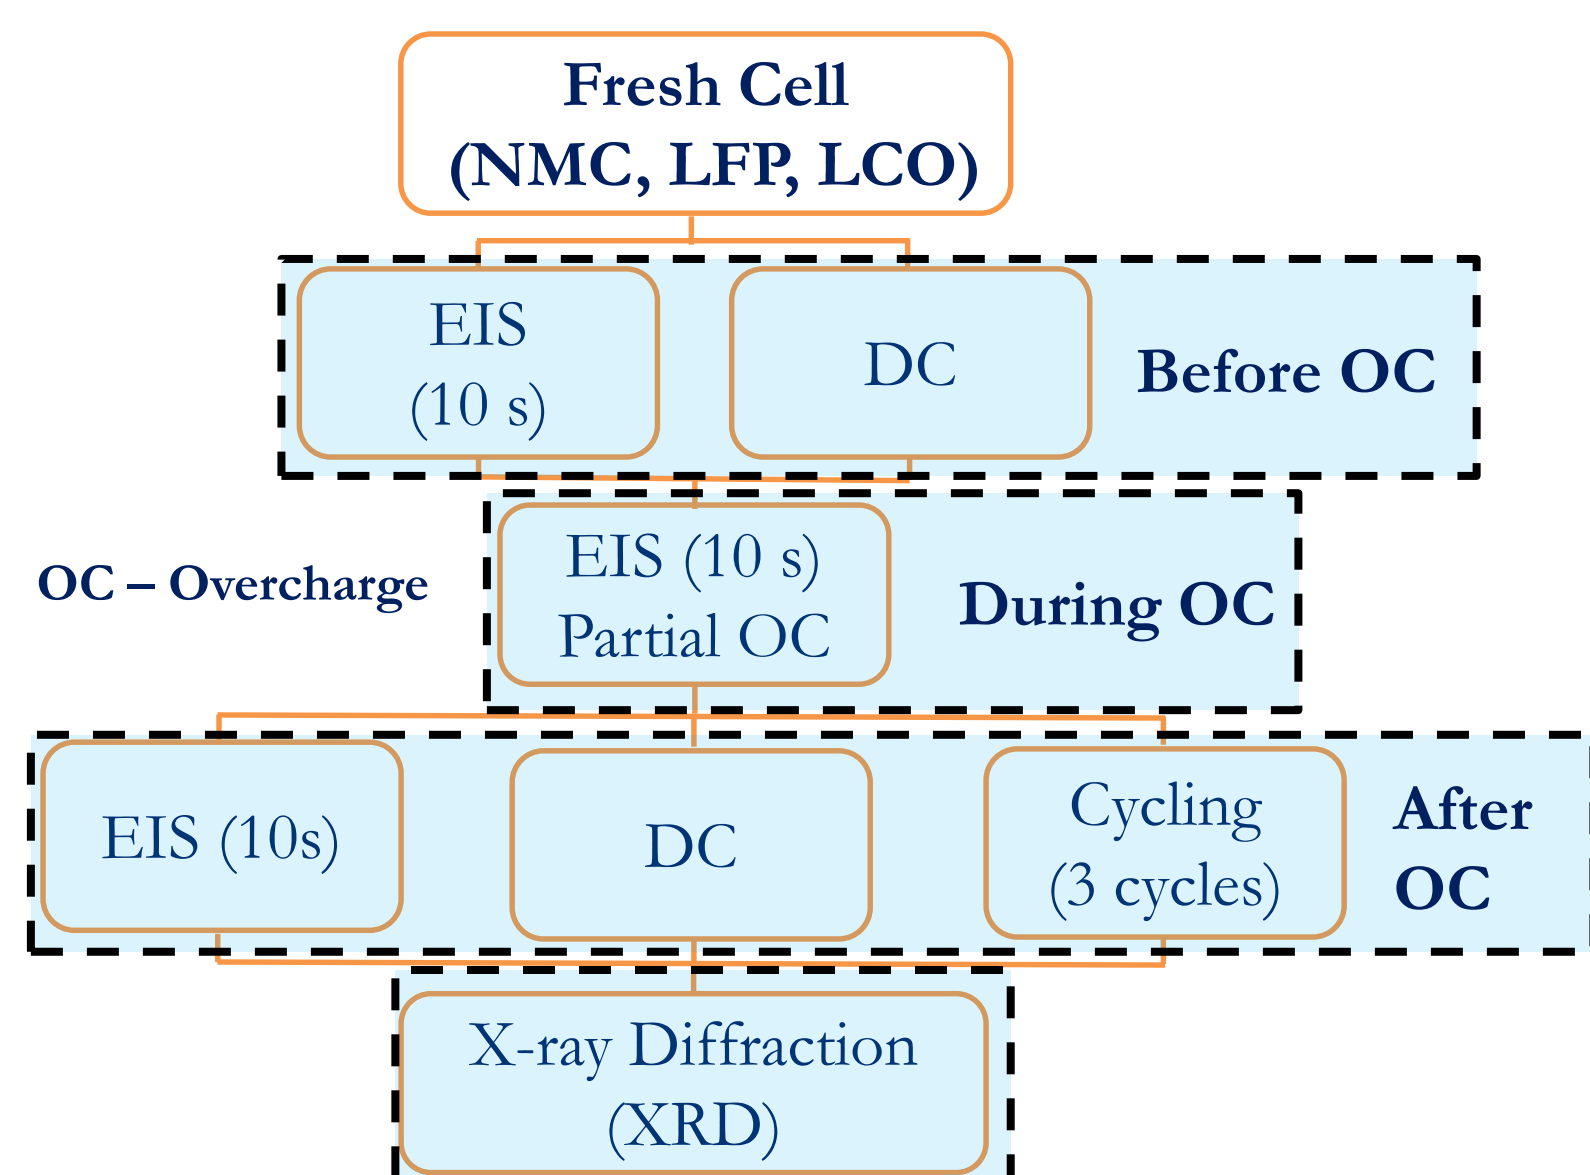 Fresh Cell
(NMC, LFP, LCO)
EIS
(10 s)
DC
Before OC
OC – Overcharge
EIS (10 s)
Partial OC
During OC
EIS (10s)
DC
Cycling
(3 cycles)
After
OC
X-ray Diffraction
(XRD)